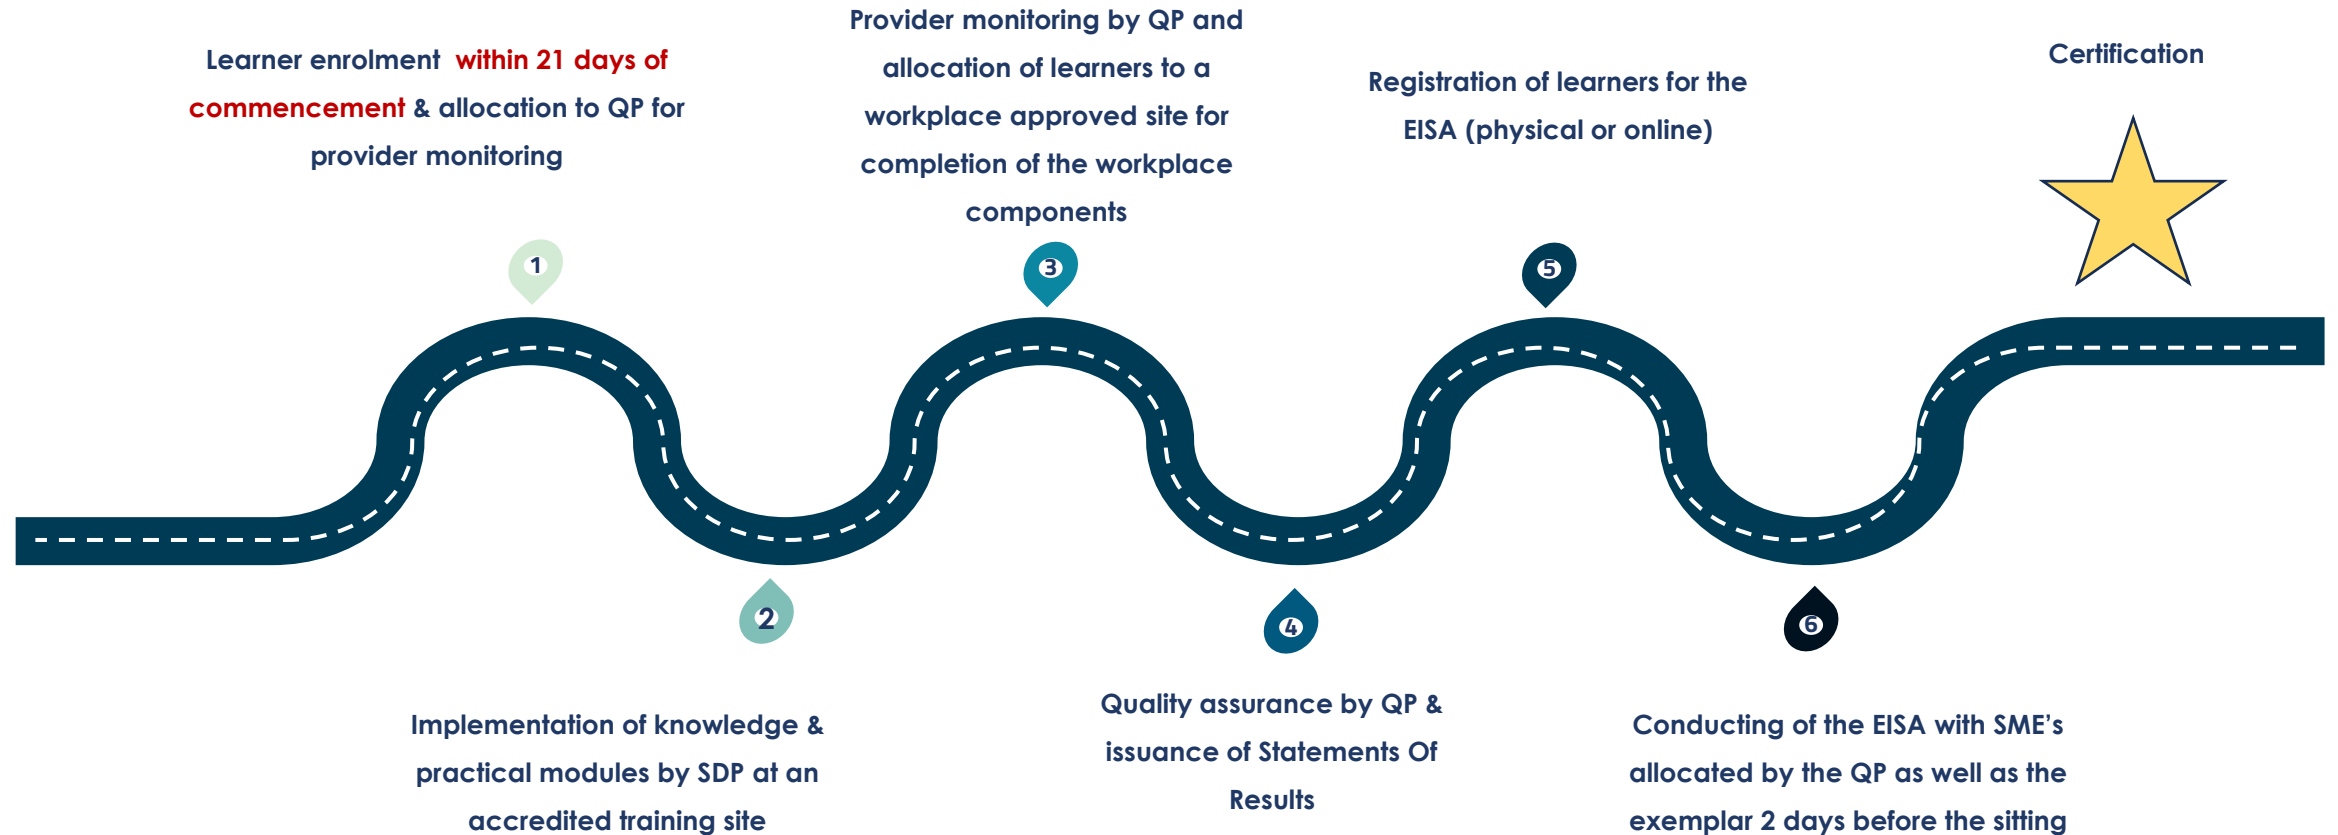 Learner enrolment within 21 days of
commencement & allocation to QP for
provider monitoring
1
Implementation of knowledge &
practical modules by SDP at an
accredited training site
2
Provider monitoring by QP and
allocation of learners to a
workplace approved site for
completion of the workplace
components
3
Quality assurance by QP &
issuance of Statements Of
Results
4
Registration of learners for the
EISA (physical or online)
5
Conducting of the EISA with SME’s
allocated by the QP as well as the
exemplar 2 days before the sitting
6
Certification